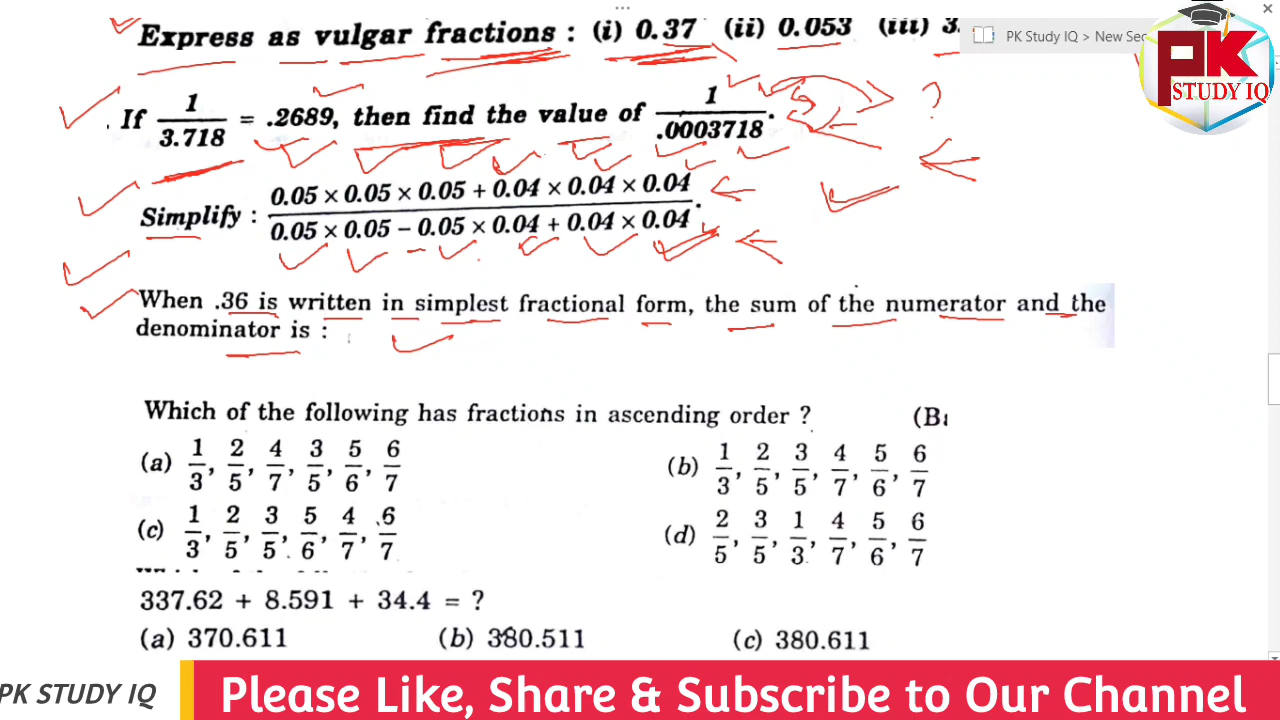 Express as vulgar fractions : (i) 0.37 (ii) 0.053 (iii) 3.
PK Study IQ > New Sec
PK
STUDY IQ
If 1/3.718 = .2689, then find the value of 1/.0003718.
?
Simplify : (0.05 × 0.05 × 0.05 + 0.04 × 0.04 × 0.04)/(0.05 × 0.05 − 0.05 × 0.04 + 0.04 × 0.04).
When .36 is written in simplest fractional form, the sum of the numerator and the
denominator is :
Which of the following has fractions in ascending order ?
(a) 1/3, 2/5, 4/7, 3/5, 5/6, 6/7
(b) 1/3, 2/5, 3/5, 4/7, 5/6, 6/7
(c) 1/3, 2/5, 3/5, 5/6, 4/7, 6/7
(d) 2/5, 3/5, 1/3, 4/7, 5/6, 6/7
337.62 + 8.591 + 34.4 = ?
(a) 370.611 (b) 380.511 (c) 380.611
PK STUDY IQ
Please Like, Share & Subscribe to Our Channel